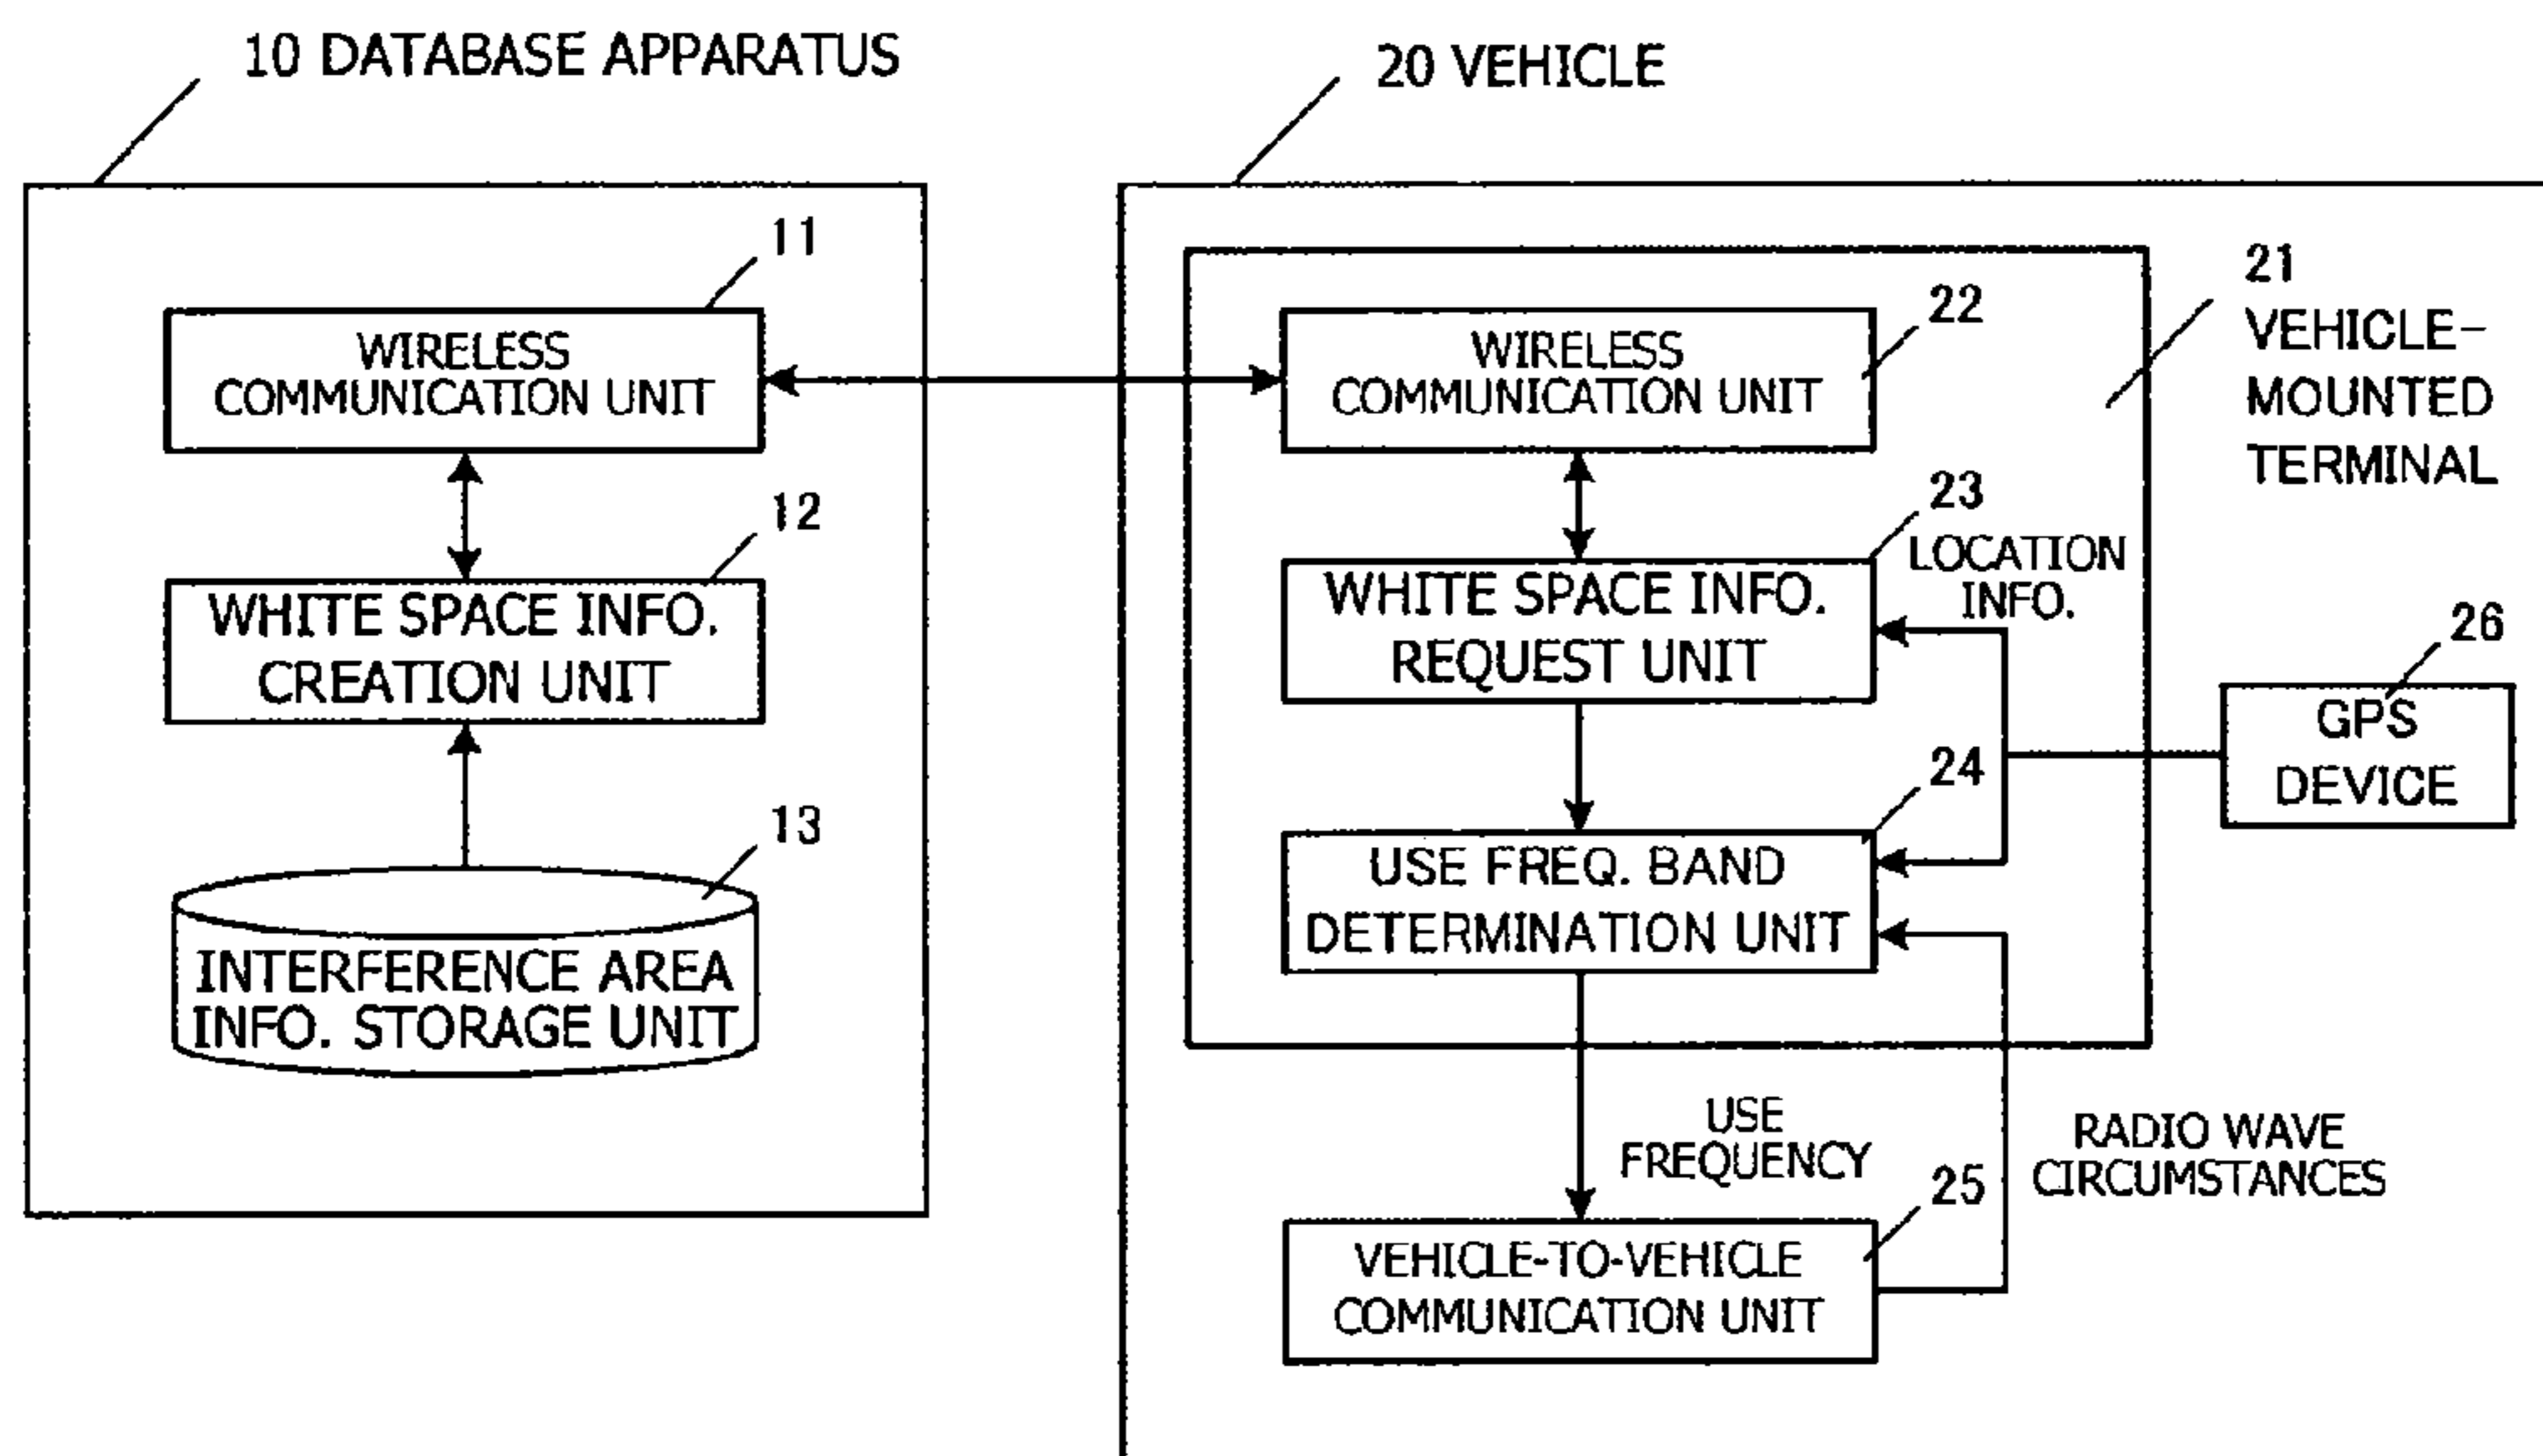 10 DATABASE APPARATUS
20 VEHICLE
11
WIRELESS
COMMUNICATION UNIT
12
WHITE SPACE INFO.
CREATION UNIT
13
INTERFERENCE AREA
INFO. STORAGE UNIT
22
WIRELESS
COMMUNICATION UNIT
21
VEHICLE-
MOUNTED
TERMINAL
23
LOCATION
INFO.
WHITE SPACE INFO.
REQUEST UNIT
26
GPS
DEVICE
24
USE FREQ. BAND
DETERMINATION UNIT
USE
FREQUENCY
RADIO WAVE
CIRCUMSTANCES
25
VEHICLE-TO-VEHICLE
COMMUNICATION UNIT